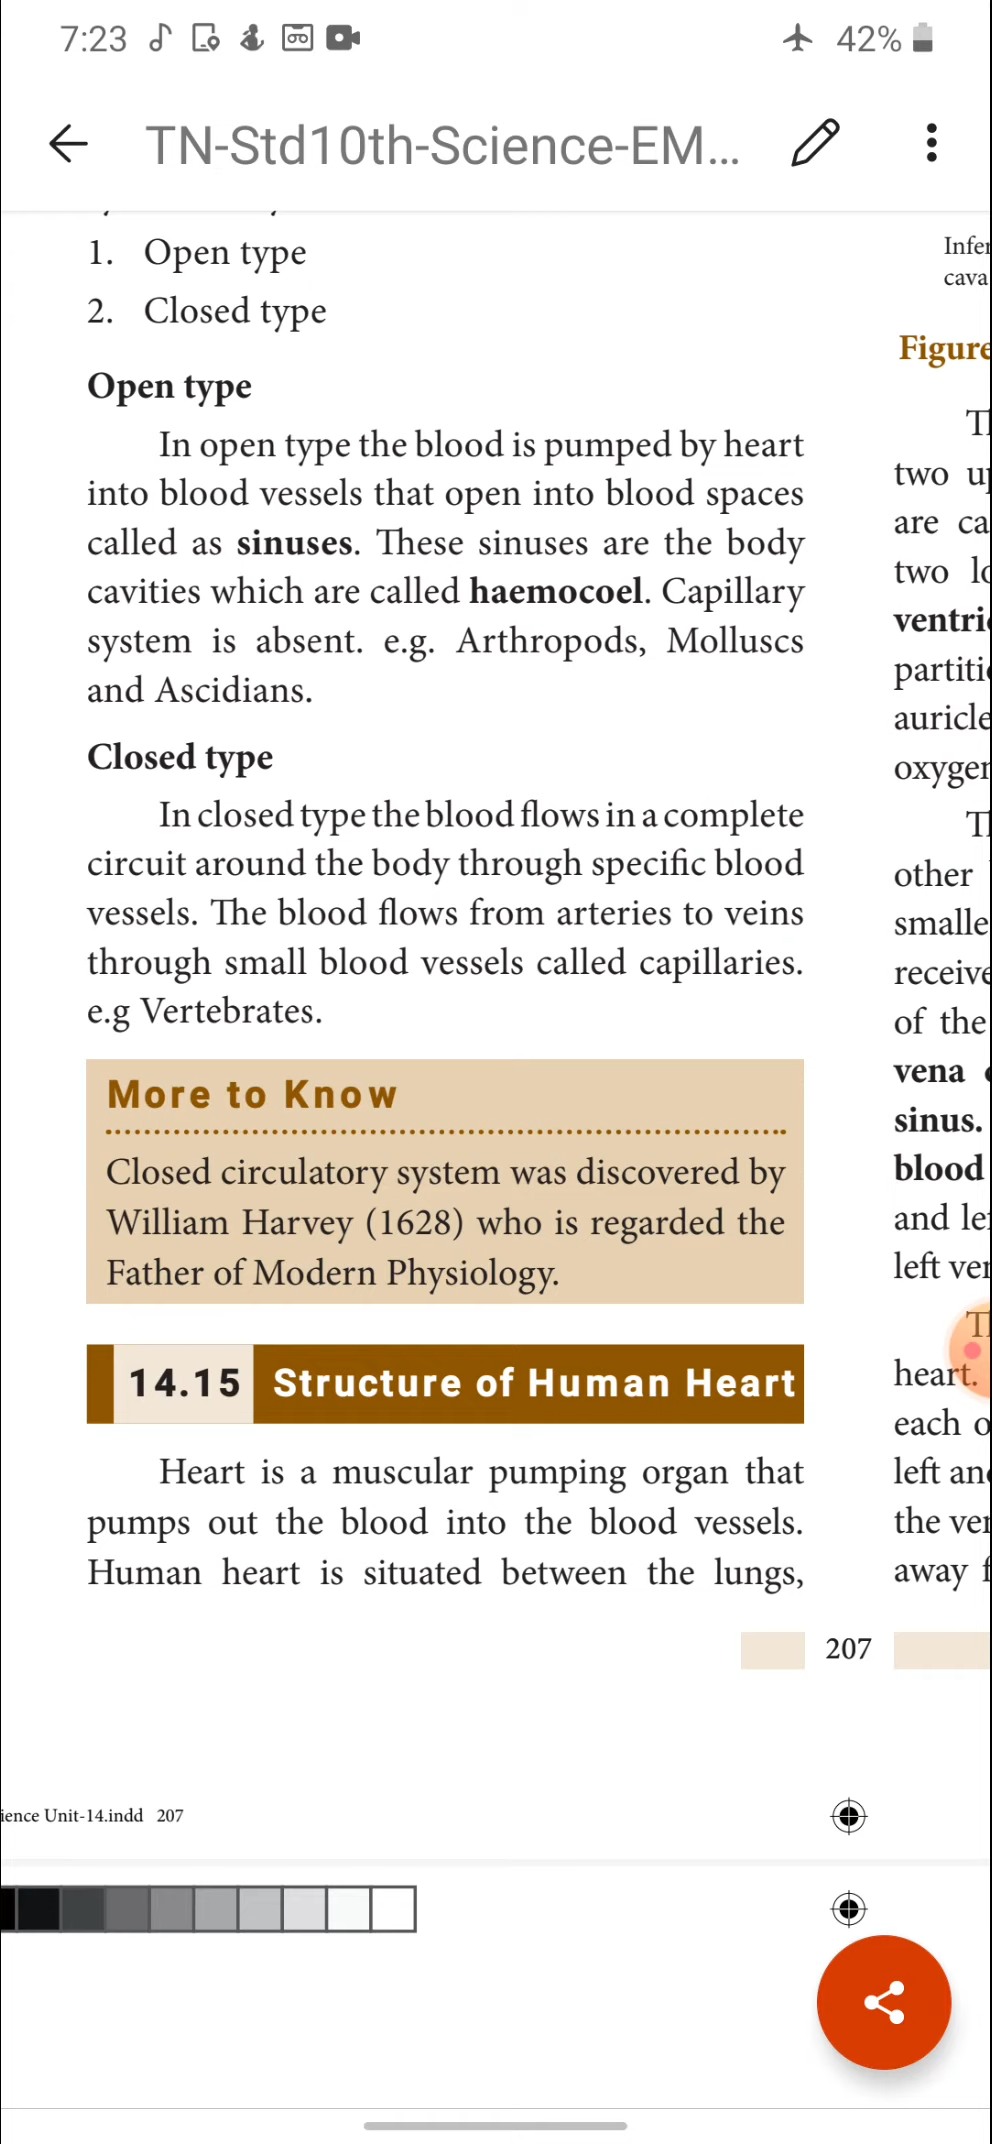 7:23
42%
TN-Std10th-Science-EM...
1. Open type
2. Closed type
Open type
In open type the blood is pumped by heart
into blood vessels that open into blood spaces
called as sinuses. These sinuses are the body
cavities which are called haemocoel. Capillary
system is absent. e.g. Arthropods, Molluscs
and Ascidians.
Closed type
In closed type the blood flows in a complete
circuit around the body through specific blood
vessels. The blood flows from arteries to veins
through small blood vessels called capillaries.
e.g Vertebrates.
More to Know
Closed circulatory system was discovered by
William Harvey (1628) who is regarded the
Father of Modern Physiology.
14.15 Structure of Human Heart
Heart is a muscular pumping organ that
pumps out the blood into the blood vessels.
Human heart is situated between the lungs,
cava
Figure
two
are
two
auricle
other
of the
vena
sinus.
blood
and
left
heart.
each
left
the
away
207
Unit-14.indd 207